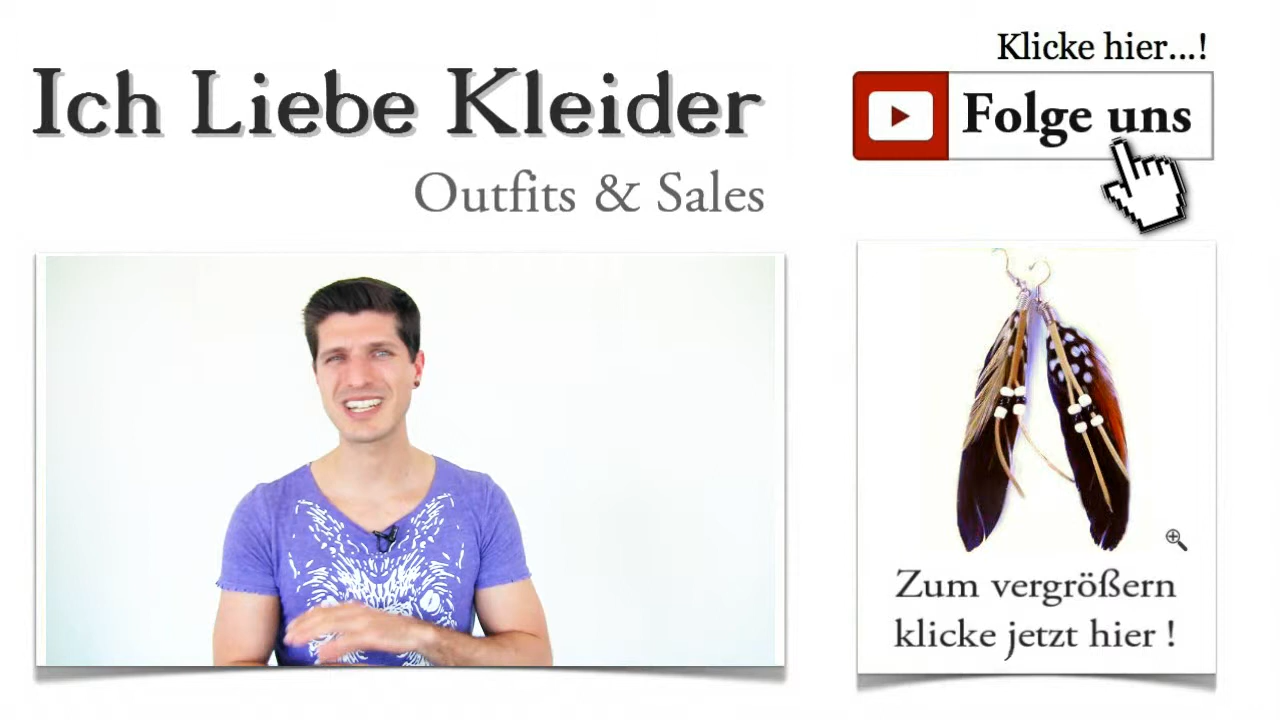 Ich Liebe Kleider
Outfits & Sales
Klicke hier...!
Folge uns
Zum vergrößern
klicke jetzt hier !